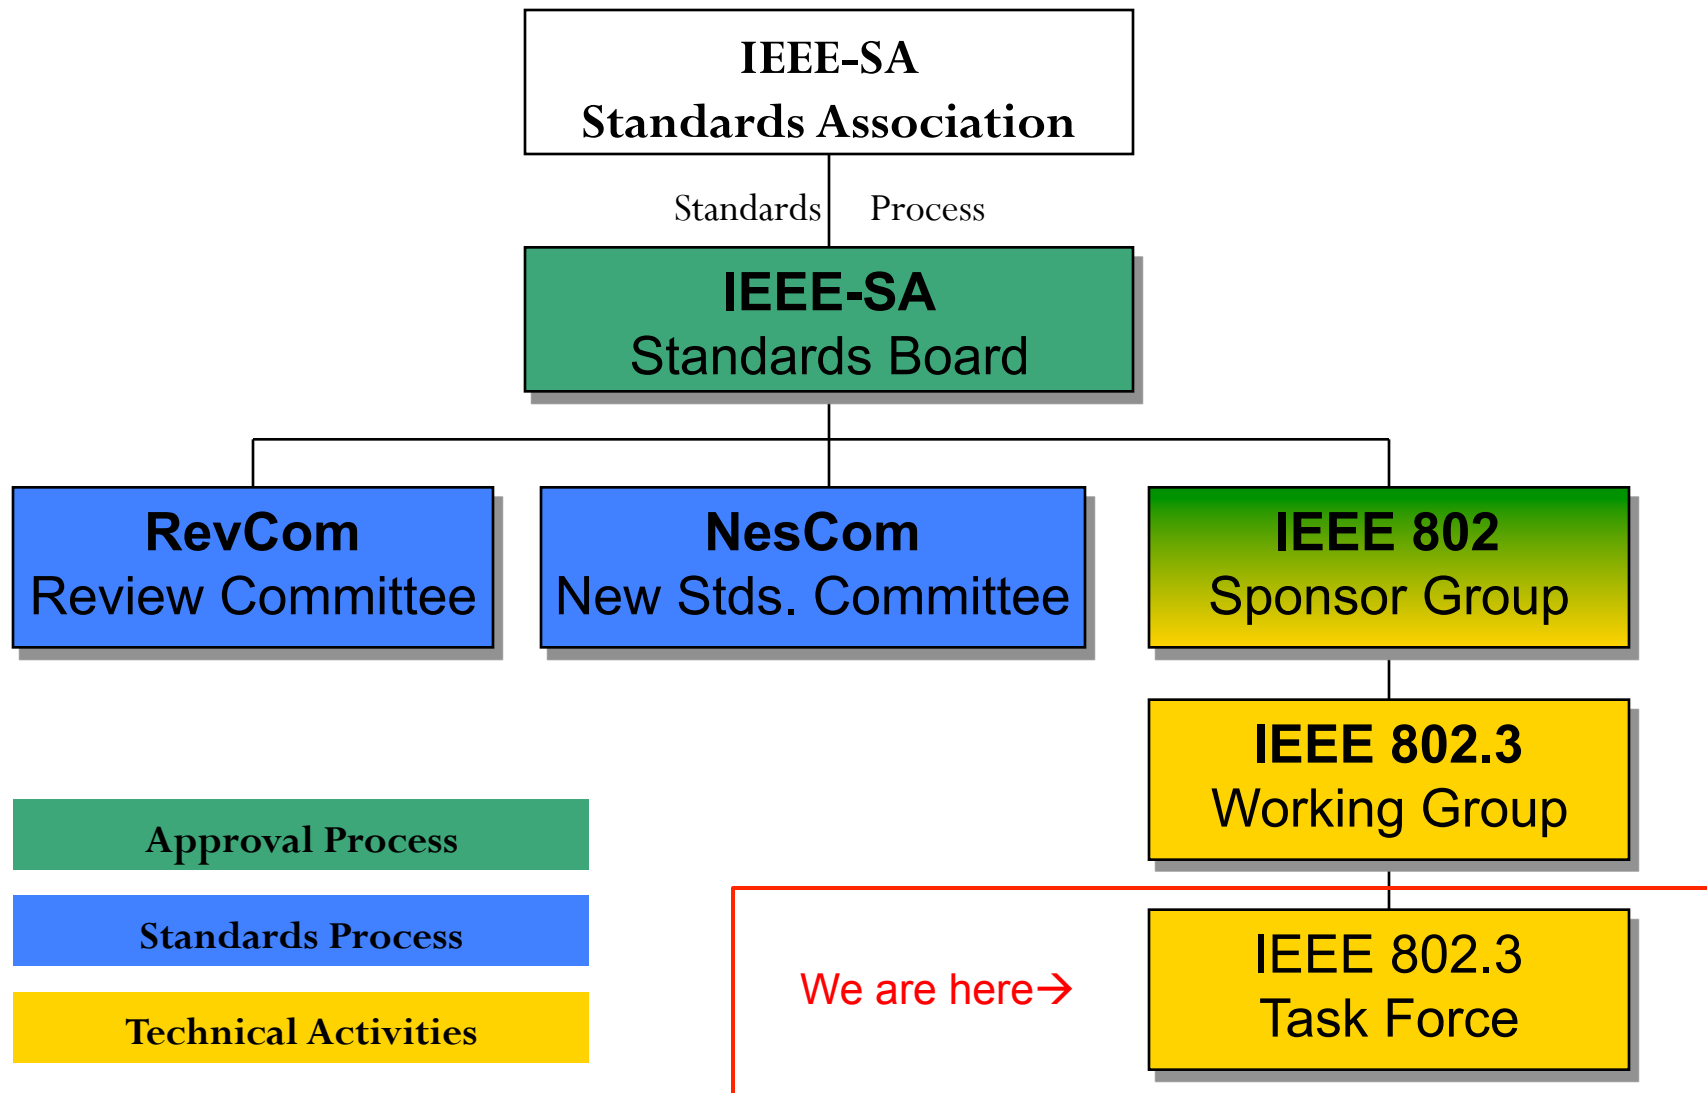 IEEE-SA
Standards Association
Standards Process
IEEE-SA
Standards Board
RevCom
Review Committee
NesCom
New Stds. Committee
IEEE 802
Sponsor Group
IEEE 802.3
Working Group
Approval Process
Standards Process
Technical Activities
We are here→
IEEE 802.3
Task Force